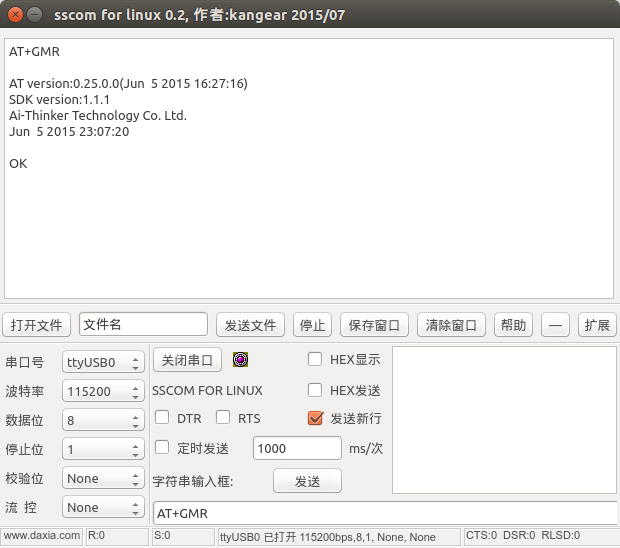 sscom for linux 0.2, 作者:kangear 2015/07
AT+GMR
AT version:0.25.0.0(Jun  5 2015 16:27:16)
SDK version:1.1.1
Ai-Thinker Technology Co. Ltd.
Jun  5 2015 23:07:20
OK
打开文件 文件名 发送文件 停止 保存窗口 清除窗口 帮助 — 扩展
串口号 ttyUSB0 关闭串口 HEX显示
波特率 115200 SSCOM FOR LINUX HEX发送
数据位 8 DTR RTS 发送新行
停止位 1 定时发送 1000 ms/次
校验位 None 字符串输入框: 发送
流 控 None AT+GMR
www.daxia.com R:0 S:0 ttyUSB0 已打开 115200bps,8,1, None, None CTS:0 DSR:0 RLSD:0